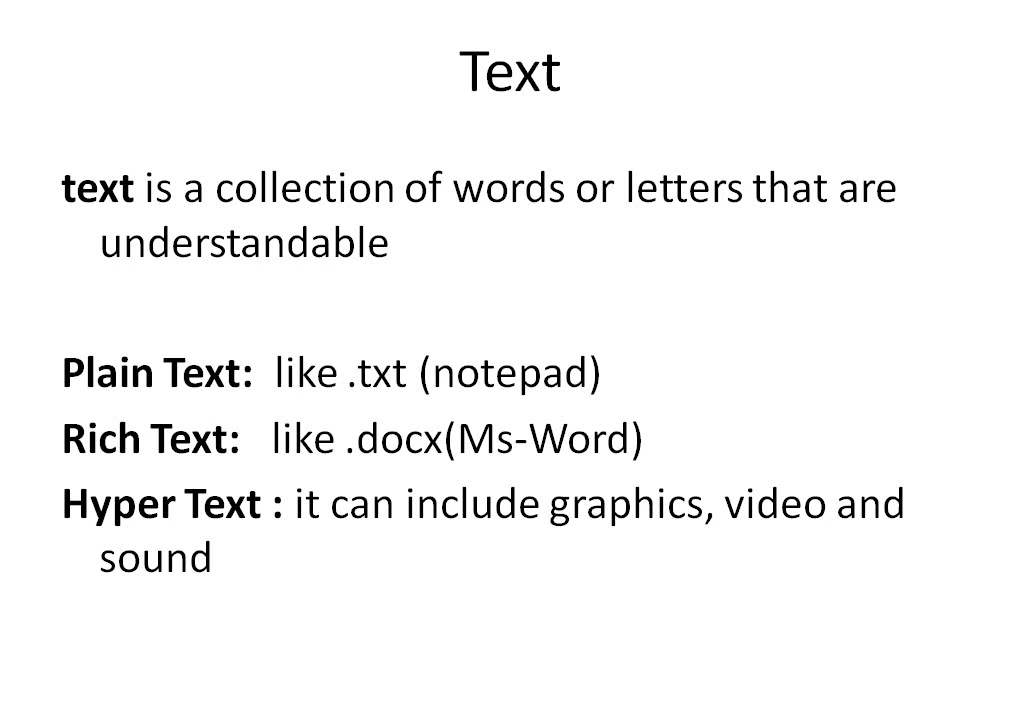 Text
text is a collection of words or letters that are
understandable
Plain Text: like .txt (notepad)
Rich Text: like .docx(Ms-Word)
Hyper Text : it can include graphics, video and
sound